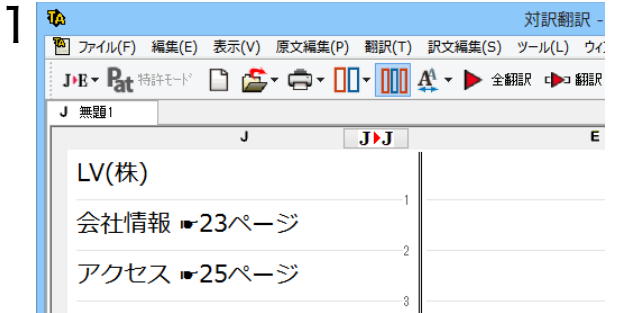 1
TA 対訳翻訳 -
ファイル(F) 編集(E) 表示(V) 原文編集(P) 翻訳(T) 訳文編集(S) ツール(L) ウィ
J▸E Pat 特許モード A 全翻訳 翻訳
J 無題1
J J▸J E
LV(株)
1
会社情報 ☛23ページ
2
アクセス ☛25ページ
3